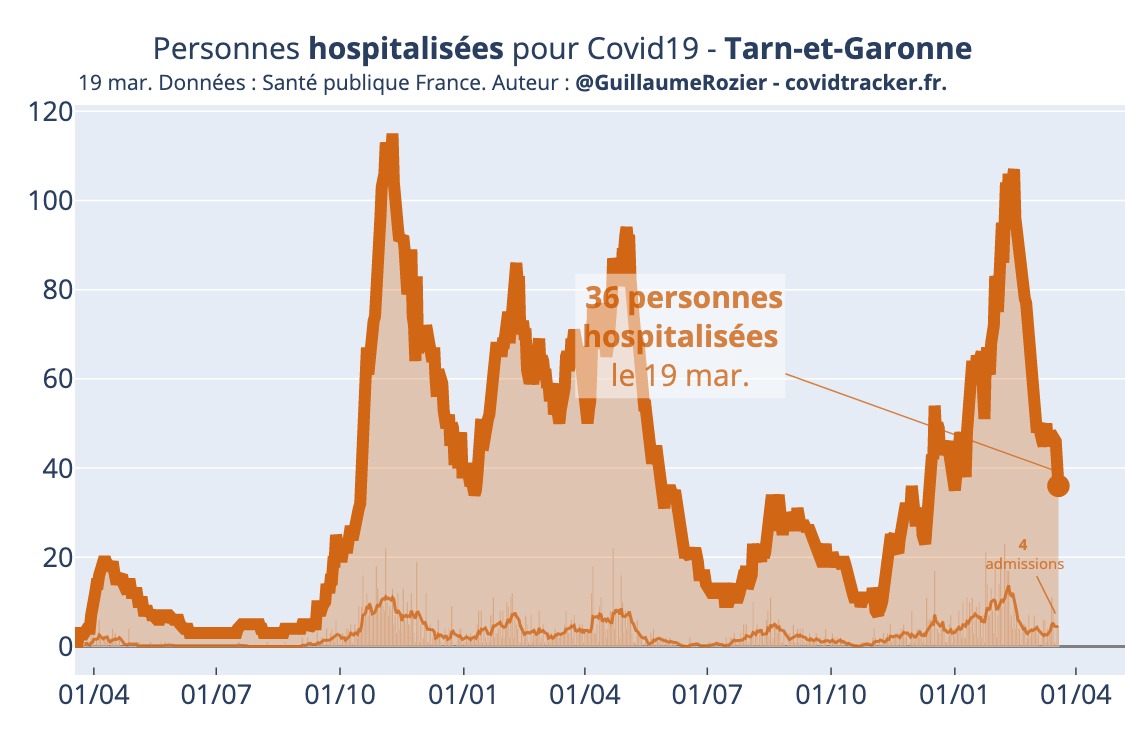 Personnes hospitalisées pour Covid19 - Tarn-et-Garonne
19 mar. Données : Santé publique France. Auteur : @GuillaumeRozier - covidtracker.fr.
120
100
80
60
40
20
0
36 personnes
hospitalisées
le 19 mar.
4
admissions
01/04
01/07
01/10
01/01
01/04
01/07
01/10
01/01
01/04